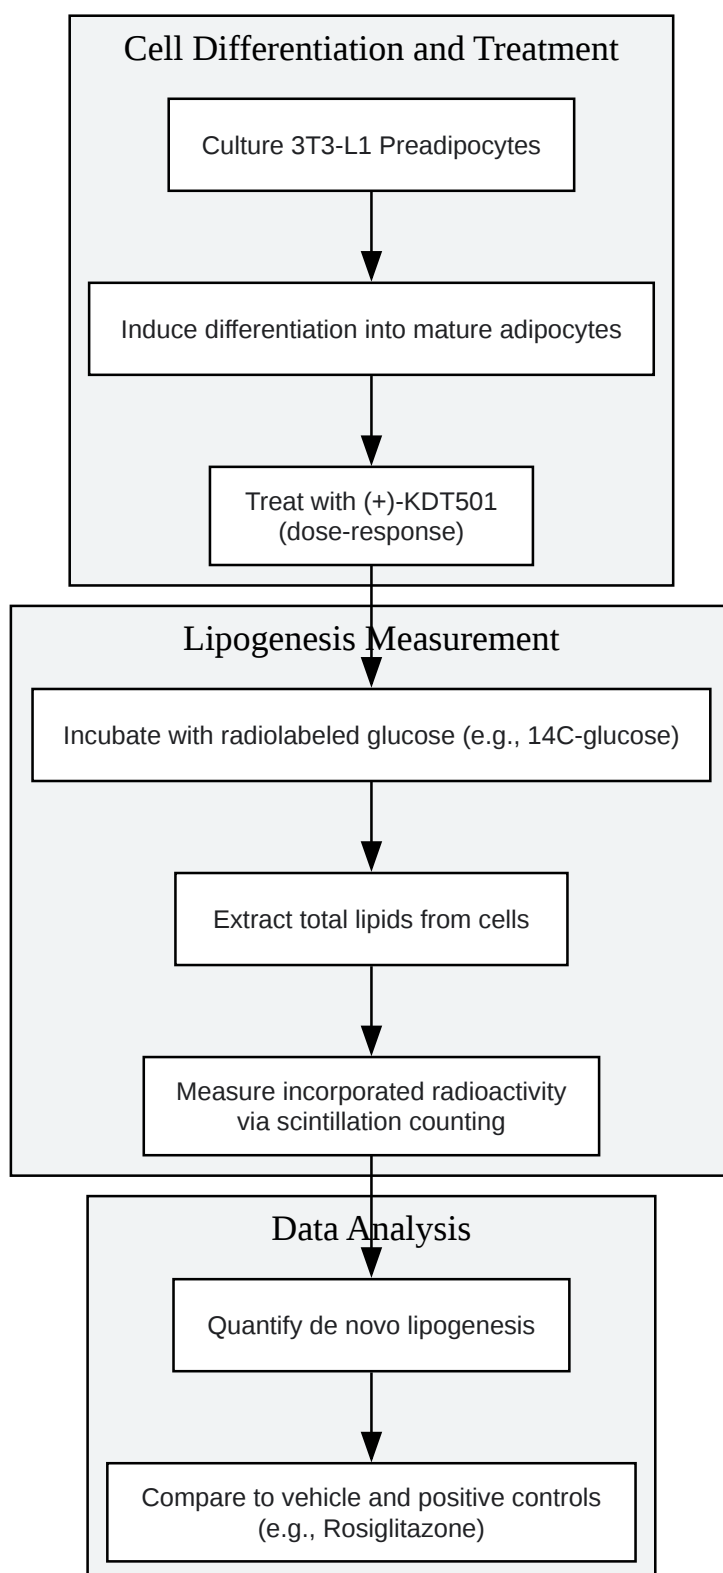 Cell Differentiation and Treatment
Culture 3T3-L1 Preadipocytes
Induce differentiation into mature adipocytes
Treat with (+)-KDT501
(dose-response)
Lipogenesis Measurement
Incubate with radiolabeled glucose (e.g., 14C-glucose)
Extract total lipids from cells
Measure incorporated radioactivity
via scintillation counting
Data Analysis
Quantify de novo lipogenesis
Compare to vehicle and positive controls
(e.g., Rosiglitazone)